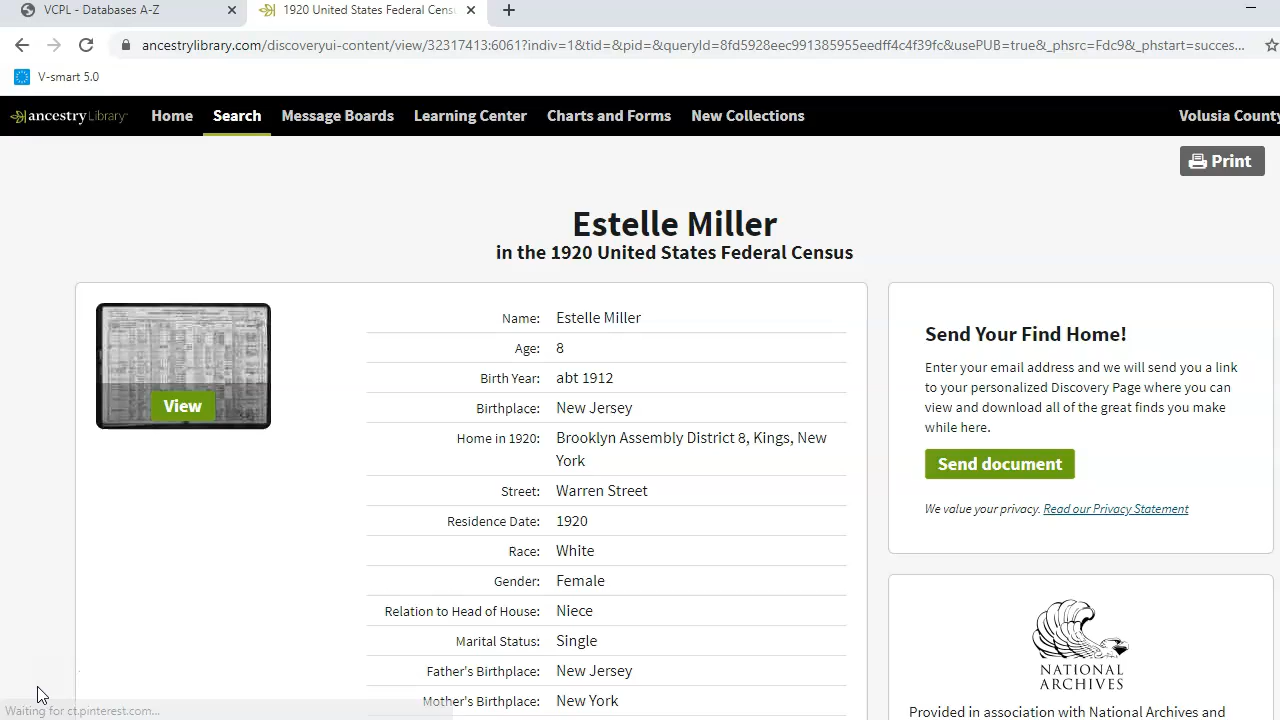 VCPL - Databases A-Z
1920 United States Federal Censu
ancestrylibrary.com/discoveryui-content/view/32317413:6061?indiv=1&tid=&pid=&queryId=8fd5928eec991385955eedff4c4f39fc&usePUB=true&_phsrc=Fdc9&_phstart=succes...
V-smart 5.0
ancestryLibrary Home Search Message Boards Learning Center Charts and Forms New Collections Volusia County
Print
Estelle Miller
in the 1920 United States Federal Census
View
Name: Estelle Miller
Age: 8
Birth Year: abt 1912
Birthplace: New Jersey
Home in 1920: Brooklyn Assembly District 8, Kings, New
York
Street: Warren Street
Residence Date: 1920
Race: White
Gender: Female
Relation to Head of House: Niece
Marital Status: Single
Father's Birthplace: New Jersey
Mother's Birthplace: New York
Send Your Find Home!
Enter your email address and we will send you a link
to your personalized Discovery Page where you can
view and download all of the great finds you make
while here.
Send document
We value your privacy. Read our Privacy Statement
NATIONAL
ARCHIVES
Provided in association with National Archives and
Waiting for ct.pinterest.com...